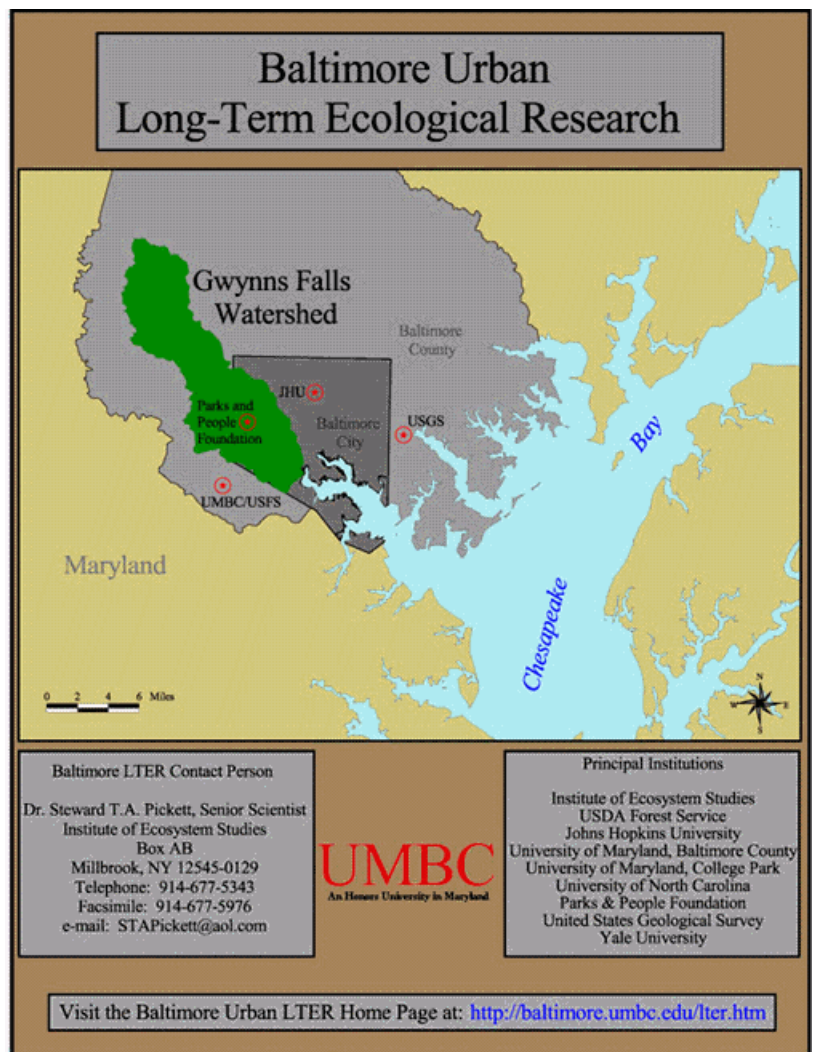 Baltimore Urban
Long-Term Ecological Research
Gwynns Falls
Watershed
Baltimore
County
JHU
Parks and
People
Foundation
Baltimore
City
USGS
UMBC/USFS
Bay
Maryland
Chesapeake
0 2 4 6 Miles
N
W E
S
Baltimore LTER Contact Person
Dr. Steward T.A. Pickett, Senior Scientist
Institute of Ecosystem Studies
Box AB
Millbrook, NY 12545-0129
Telephone: 914-677-5343
Facsimile: 914-677-5976
e-mail: STAPickett@aol.com
UMBC
An Honors University in Maryland
Principal Institutions
Institute of Ecosystem Studies
USDA Forest Service
Johns Hopkins University
University of Maryland, Baltimore County
University of Maryland, College Park
University of North Carolina
Parks & People Foundation
United States Geological Survey
Yale University
Visit the Baltimore Urban LTER Home Page at: http://baltimore.umbc.edu/lter.htm